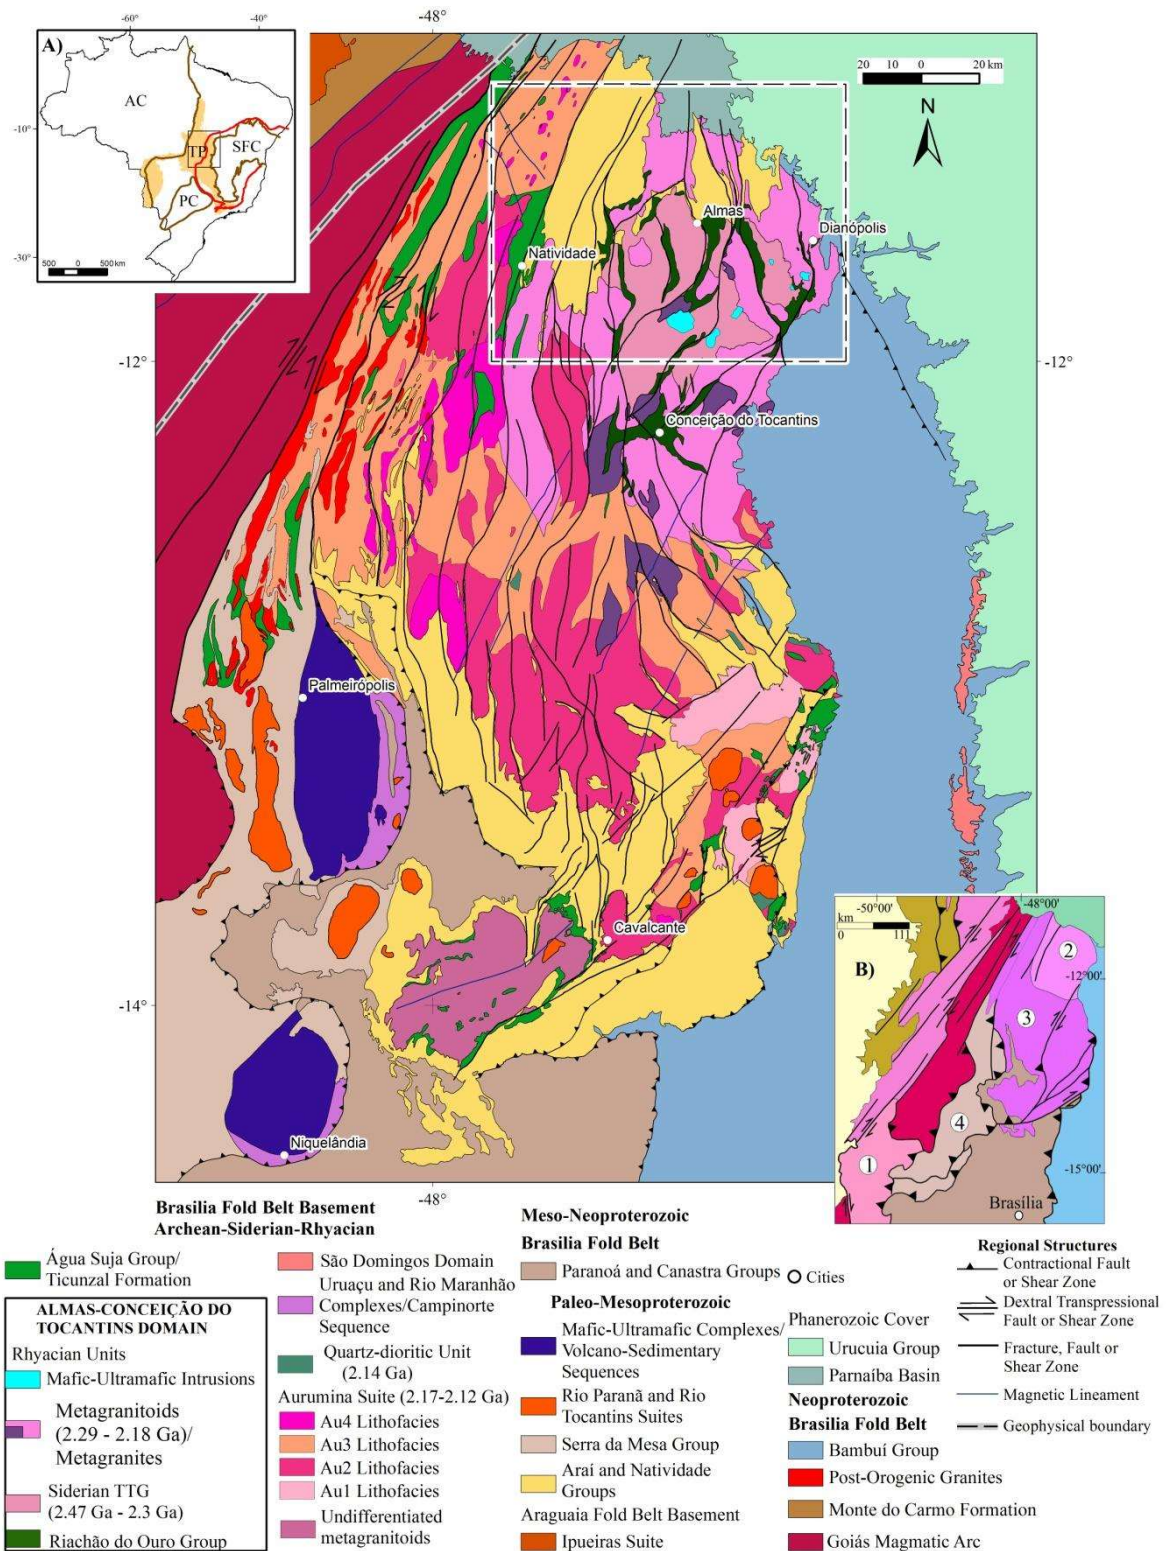 -60°
-40°
-48°
A)
AC
-10°
TP
SFC
PC
-30°
500 0 500 km
20 10 0 20 km
N
Almas
Dianópolis
Natividade
-12°
-12°
Conceição do Tocantins
Palmeirópolis
Cavalcante
-14°
Niquelândia
-48°
-50°00'
-48°00'
km
0 111
B)
2
-12°00'
3
4
1
-15°00'
Brasília
Brasilia Fold Belt Basement
Archean-Siderian-Rhyacian
Água Suja Group/
Ticunzal Formation
ALMAS-CONCEIÇÃO DO
TOCANTINS DOMAIN
Rhyacian Units
Mafic-Ultramafic Intrusions
Metagranitoids
(2.29 - 2.18 Ga)/
Metagranites
Siderian TTG
(2.47 Ga - 2.3 Ga)
Riachão do Ouro Group
São Domingos Domain
Uruaçu and Rio Maranhão
Complexes/Campinorte
Sequence
Quartz-dioritic Unit
(2.14 Ga)
Aurumina Suite (2.17-2.12 Ga)
Au4 Lithofacies
Au3 Lithofacies
Au2 Lithofacies
Au1 Lithofacies
Undifferentiated
metagranitoids
Meso-Neoproterozoic
Brasilia Fold Belt
Paranoá and Canastra Groups
Paleo-Mesoproterozoic
Mafic-Ultramafic Complexes/
Volcano-Sedimentary
Sequences
Rio Paranã and Rio
Tocantins Suites
Serra da Mesa Group
Araí and Natividade
Groups
Araguaia Fold Belt Basement
Ipueiras Suite
Cities
Phanerozoic Cover
Urucuia Group
Parnaíba Basin
Neoproterozoic
Brasilia Fold Belt
Bambuí Group
Post-Orogenic Granites
Monte do Carmo Formation
Goiás Magmatic Arc
Regional Structures
Contractional Fault
or Shear Zone
Dextral Transpressional
Fault or Shear Zone
Fracture, Fault or
Shear Zone
Magnetic Lineament
Geophysical boundary